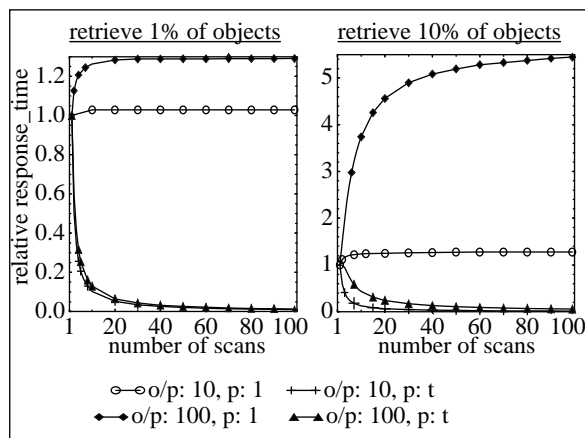 retrieve 1% of objects
retrieve 10% of objects
relative response_time
1.2
1.0
0.8
0.6
0.4
0.2
0.0
1 20 40 60 80 100
number of scans
5
4
3
2
1
0
1 20 40 60 80 100
number of scans
o/p: 10, p: 1
o/p: 10, p: t
o/p: 100, p: 1
o/p: 100, p: t